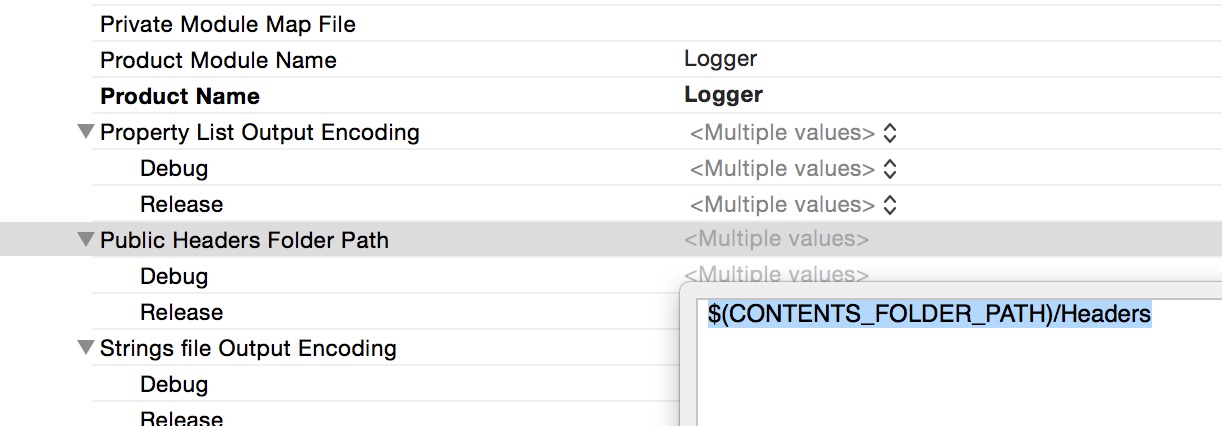 Private Module Map File
Product Module Name Logger
Product Name Logger
Property List Output Encoding <Multiple values>
Debug <Multiple values>
Release <Multiple values>
Public Headers Folder Path <Multiple values>
Debug <Multiple values>
Release $(CONTENTS_FOLDER_PATH)/Headers
Strings file Output Encoding
Debug
Release